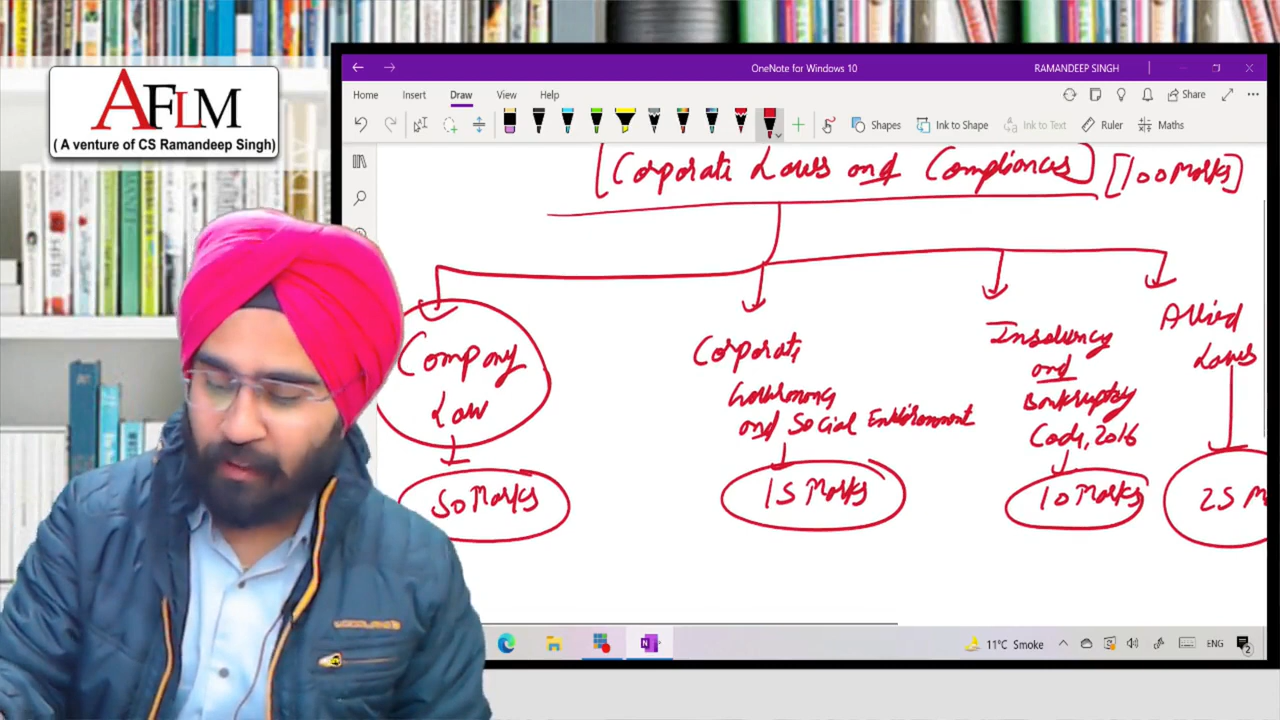 AFLM
( A venture of CS Ramandeep Singh)
OneNote for Windows 10
RAMANDEEP SINGH
Home Insert Draw View Help
Share
Shapes Ink to Shape Ink to Text Ruler Maths
[Corporate Laws and Compliances] [100 Marks]
Company
Law
50 Marks
Corporate
and Social Environment
15 Marks
Insolvency
and
Bankruptcy
Code, 2016
10 Marks
Allied
Laws
25 M
11°C Smoke
ENG
2